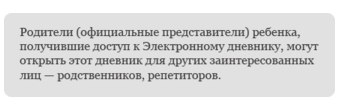 Родители (официальные представители) ребенка,
получившие доступ к Электронному дневнику, могут
открыть этот дневник для других заинтересованных
лиц — родственников, репетиторов.